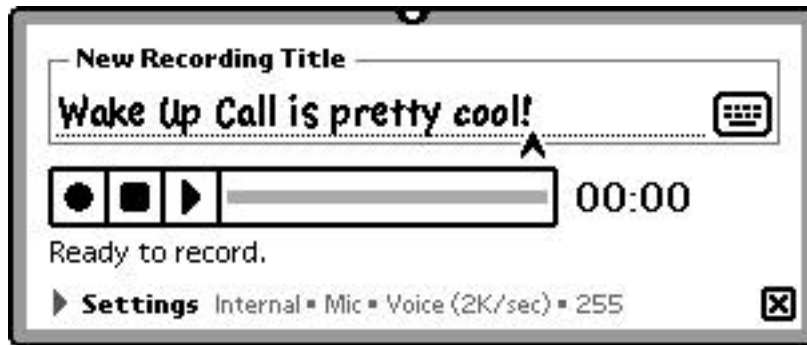 New Recording Title
Wake Up Call is pretty cool!
00:00
Ready to record.
Settings Internal ▪ Mic ▪ Voice (2K/sec) ▪ 255